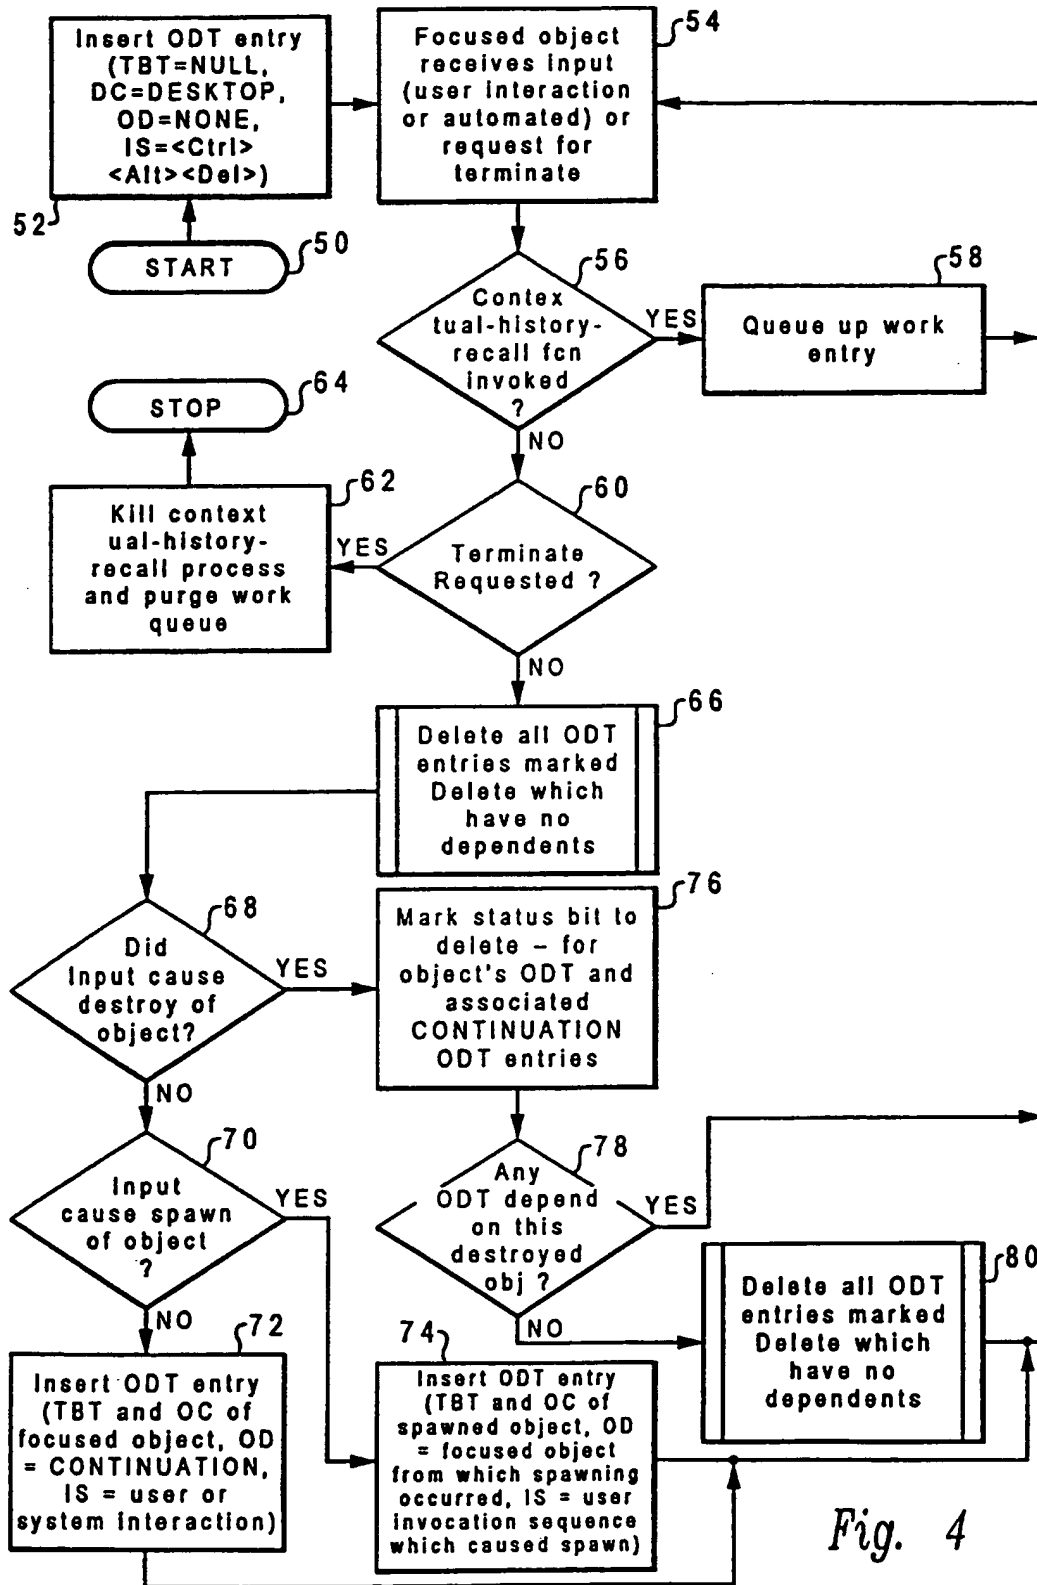 Insert ODT entry
(TBT=NULL,
DC=DESKTOP,
OD=NONE,
IS=<Ctrl>
<Alt><Del>)
52
START
50
Focused object
receives input
(user interaction
or automated) or
request for
terminate
54
Contex
tual-history-
recall fcn
invoked
?
56
YES
NO
Queue up work
entry
58
STOP
64
Kill context
ual-history-
recall process
and purge work
queue
62
YES
Terminate
Requested ?
60
NO
Delete all ODT
entries marked
Delete which
have no
dependents
66
Did
Input cause
destroy of
object?
68
YES
NO
Mark status bit to
delete – for
object's ODT and
associated
CONTINUATION
ODT entries
76
Input
cause spawn
of object
?
70
YES
NO
Any
ODT depend
on this
destroyed
obj ?
78
YES
NO
Delete all ODT
entries marked
Delete which
have no
dependents
80
Insert ODT entry
(TBT and OC of
focused object, OD
= CONTINUATION,
IS = user or
system interaction)
72
Insert ODT entry
(TBT and OC of
spawned object, OD
= focused object
from which spawning
occurred, IS = user
invocation sequence
which caused spawn)
74
Fig. 4